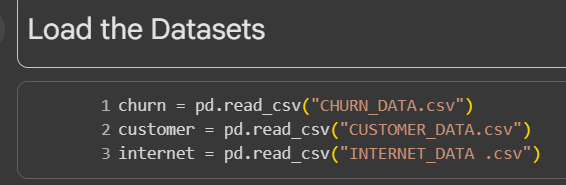 Load the Datasets
1 churn = pd.read_csv("CHURN_DATA.csv")
2 customer = pd.read_csv("CUSTOMER_DATA.csv")
3 internet = pd.read_csv("INTERNET_DATA .csv")